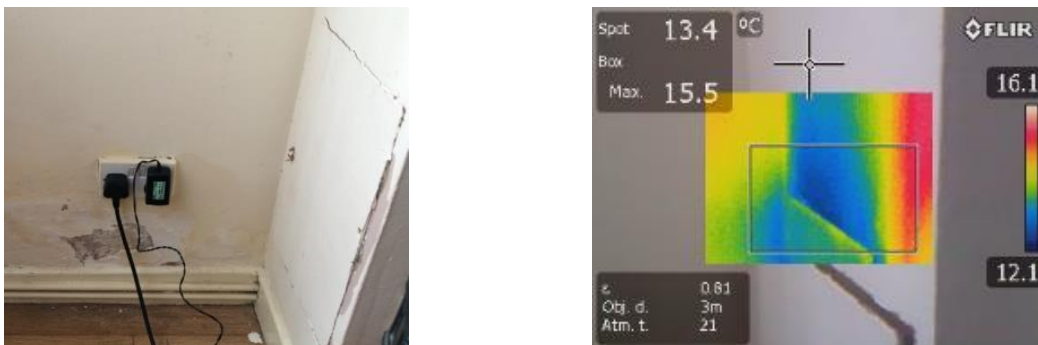 Spot 13.4 °C
Box
Max. 15.5
FLIR
16.1
12.1
ε 0.81
Obj. d. 3m
Atm. t. 21